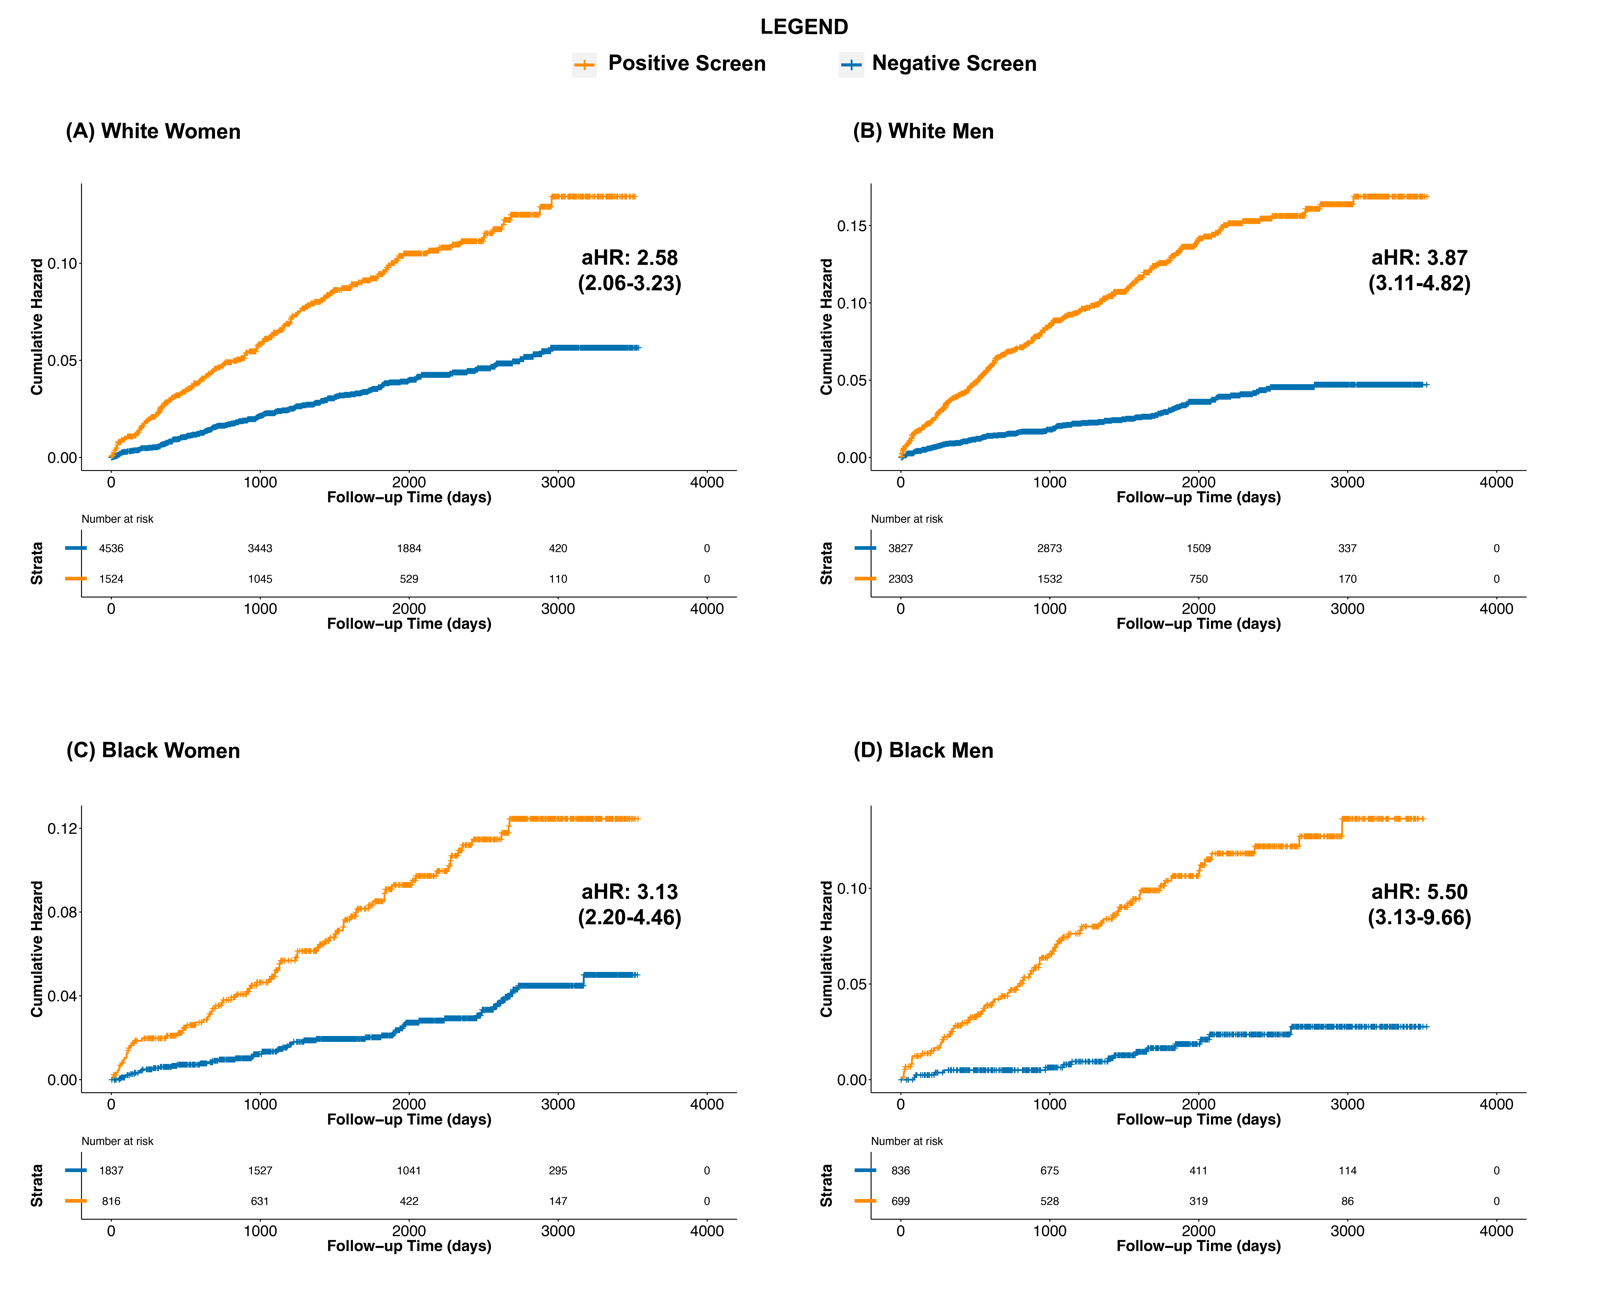 LEGEND
Positive Screen Negative Screen
(A) White Women
Cumulative Hazard
0.10
0.05
0.00
0 1000 2000 3000 4000
Follow–up Time (days)
aHR: 2.58
(2.06-3.23)
Number at risk
Strata
4536 3443 1884 420 0
1524 1045 529 110 0
0 1000 2000 3000 4000
Follow–up Time (days)
(B) White Men
Cumulative Hazard
0.15
0.10
0.05
0.00
0 1000 2000 3000 4000
Follow–up Time (days)
aHR: 3.87
(3.11-4.82)
Number at risk
Strata
3827 2873 1509 337 0
2303 1532 750 170 0
0 1000 2000 3000 4000
Follow–up Time (days)
(C) Black Women
Cumulative Hazard
0.12
0.08
0.04
0.00
0 1000 2000 3000 4000
Follow–up Time (days)
aHR: 3.13
(2.20-4.46)
Number at risk
Strata
1837 1527 1041 295 0
816 631 422 147 0
0 1000 2000 3000 4000
Follow–up Time (days)
(D) Black Men
Cumulative Hazard
0.10
0.05
0.00
0 1000 2000 3000 4000
Follow–up Time (days)
aHR: 5.50
(3.13-9.66)
Number at risk
Strata
836 675 411 114 0
699 528 319 86 0
0 1000 2000 3000 4000
Follow–up Time (days)